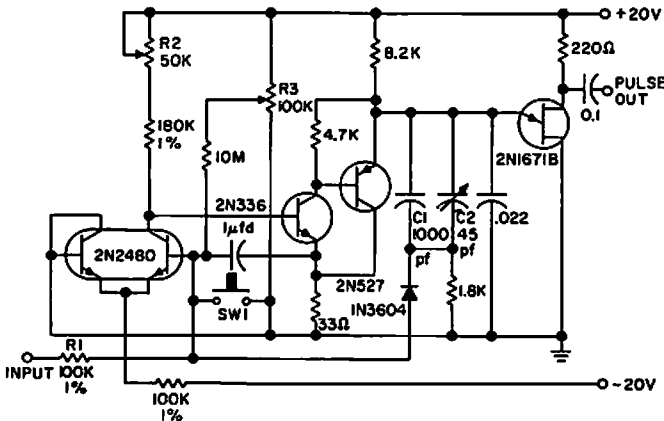 +20V
R2
50K
8.2K
220Ω
R3
100K
PULSE
OUT
0.1
180K
1%
10M
4.7K
2N1671B
2N336
1μfd
C1
1000
pf
C2
45
pf
.022
2N2480
2N527
1N3604
1.8K
SW1
33Ω
R1
INPUT
100K
1%
100K
1%
-20V